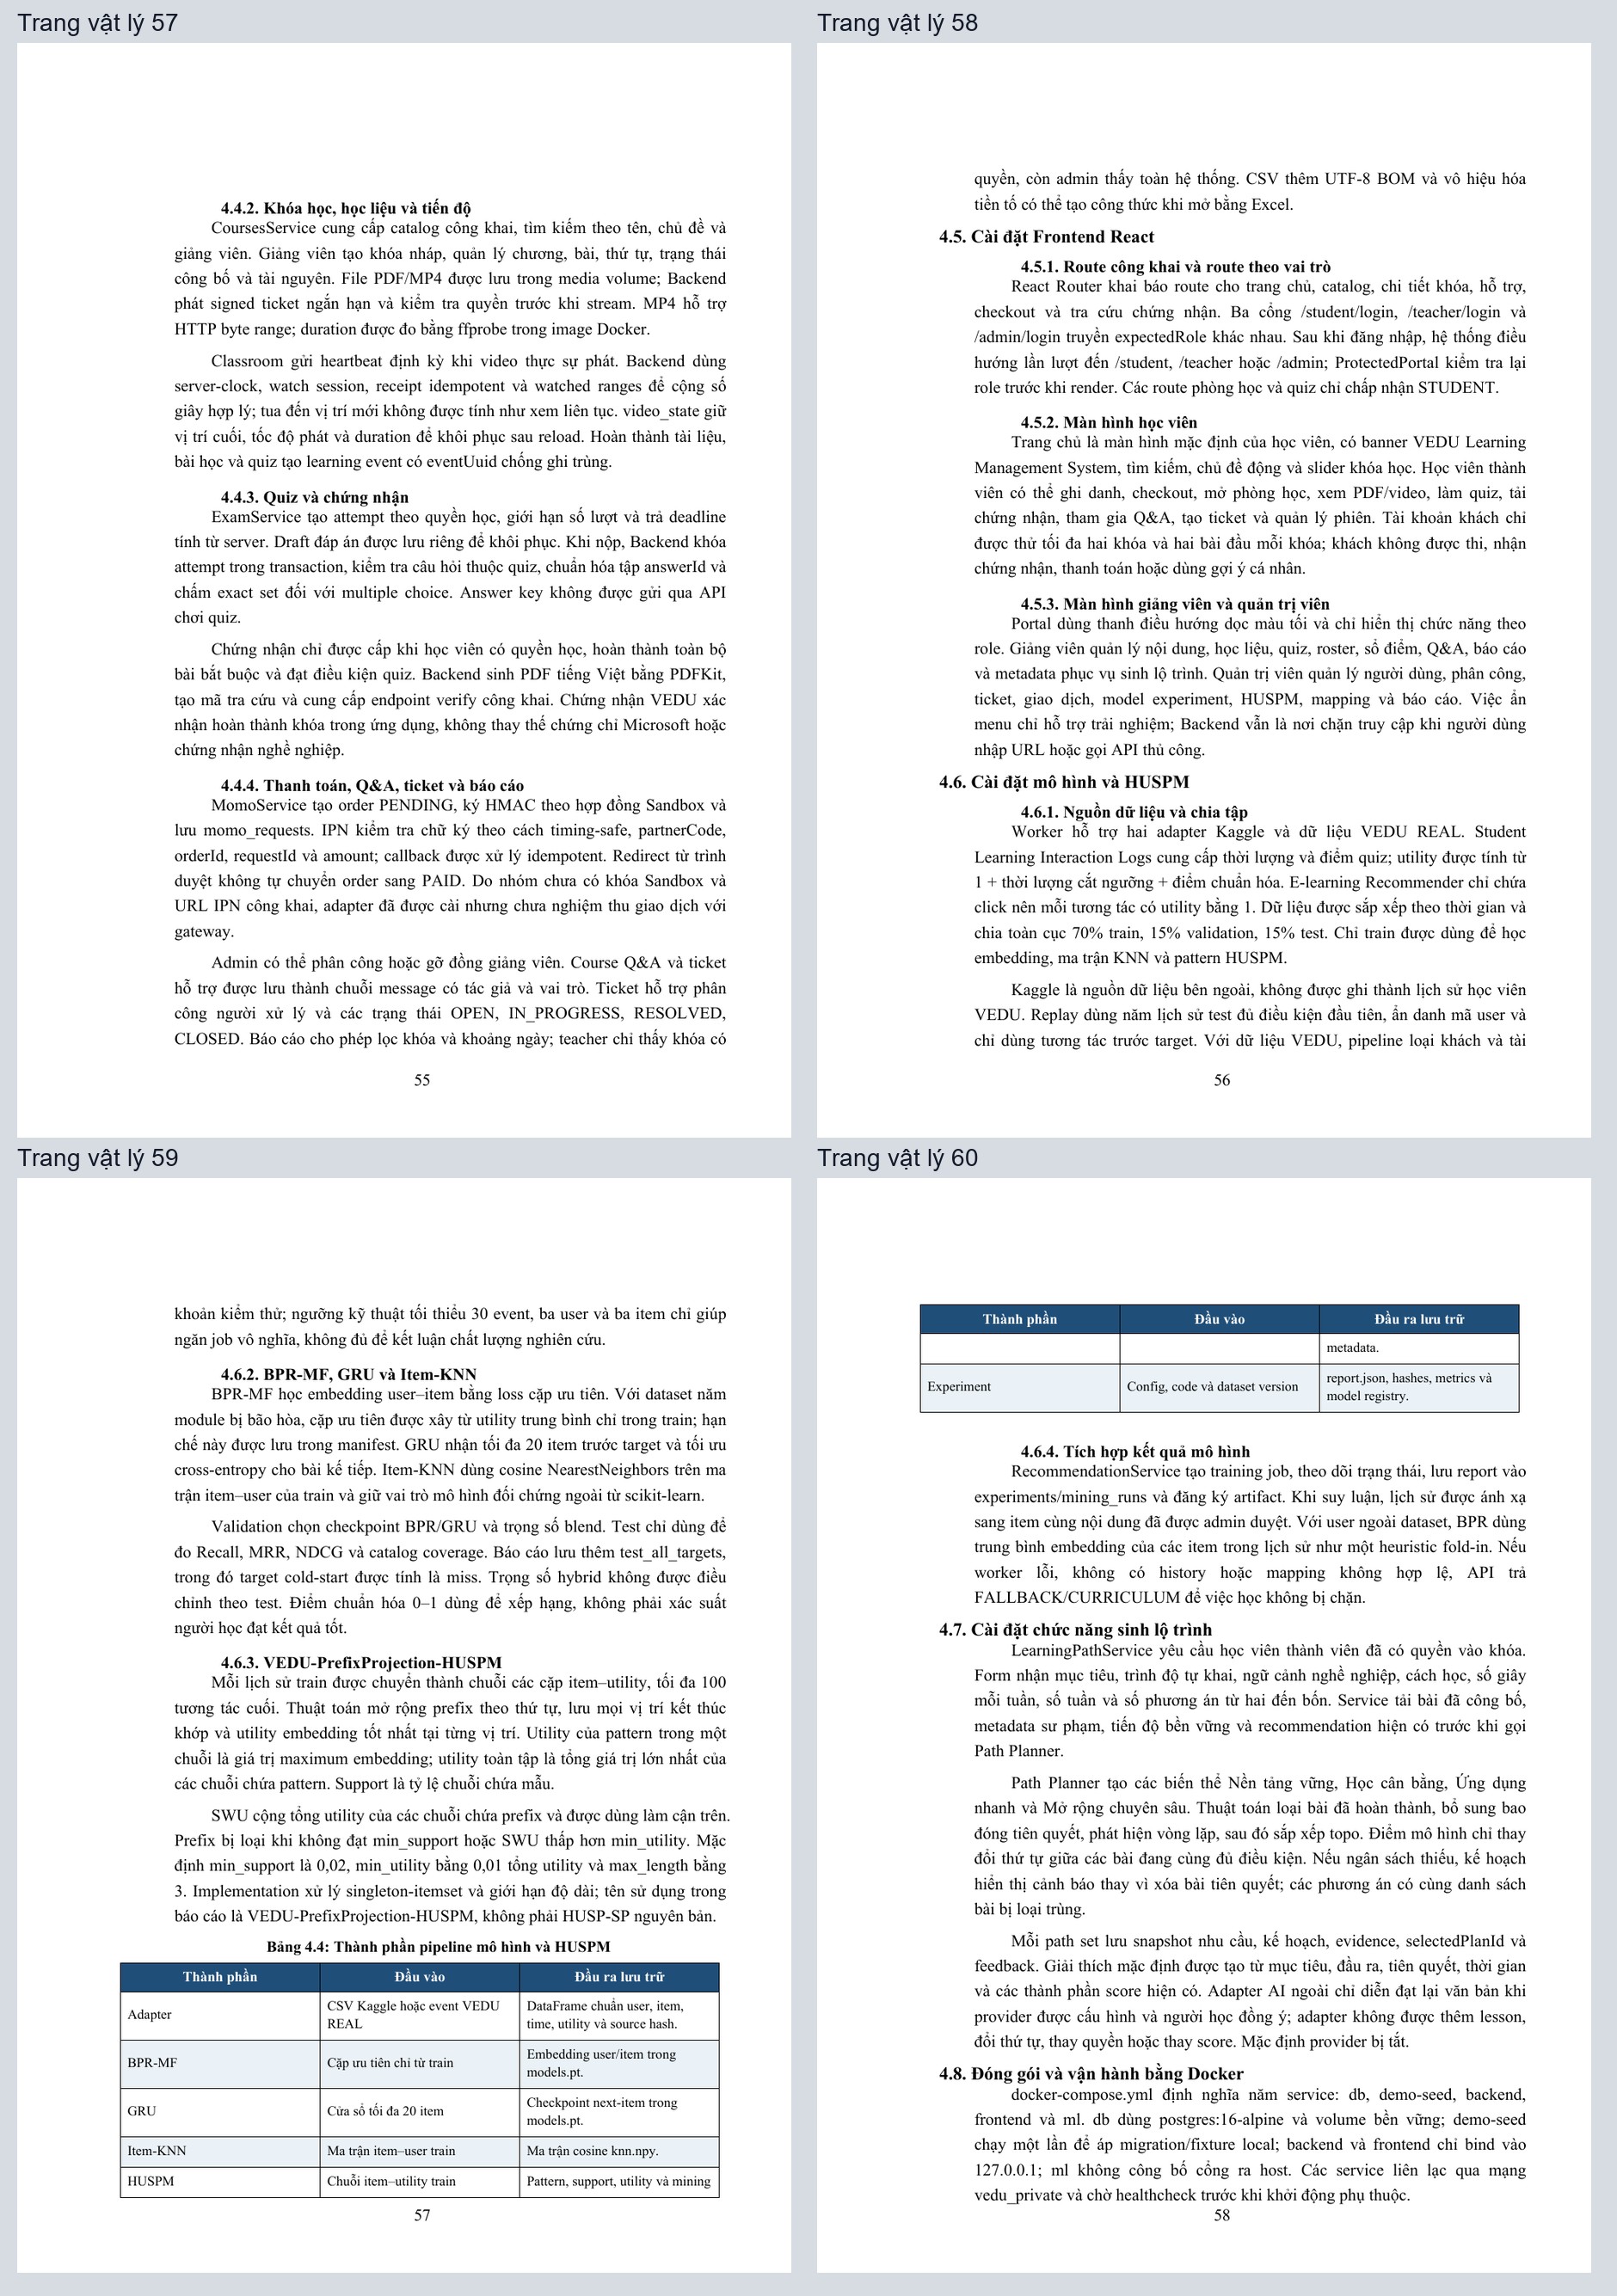 Trang vật lý 57
4.4.2. Khóa học, học liệu và tiến độ
CoursesService cung cấp catalog công khai, tìm kiếm theo tên, chủ đề và
giảng viên. Giảng viên tạo khóa nháp, quản lý chương, bài, thứ tự, trạng thái
công bố và tài nguyên. File PDF/MP4 được lưu trong media volume; Backend
phát signed ticket ngắn hạn và kiểm tra quyền trước khi stream. MP4 hỗ trợ
HTTP byte range; duration được đo bằng ffprobe trong image Docker.
Classroom gửi heartbeat định kỳ khi video thực sự phát. Backend dùng
server-clock, watch session, receipt idempotent và watched ranges để cộng số
giây hợp lý; tua đến vị trí mới không được tính như xem liên tục. video_state giữ
vị trí cuối, tốc độ phát và duration để khôi phục sau reload. Hoàn thành tài liệu,
bài học và quiz tạo learning event có eventUuid chống ghi trùng.
4.4.3. Quiz và chứng nhận
ExamService tạo attempt theo quyền học, giới hạn số lượt và trả deadline
tính từ server. Draft đáp án được lưu riêng để khôi phục. Khi nộp, Backend khóa
attempt trong transaction, kiểm tra câu hỏi thuộc quiz, chuẩn hóa tập answerId và
chấm exact set đối với multiple choice. Answer key không được gửi qua API
chơi quiz.
Chứng nhận chỉ được cấp khi học viên có quyền học, hoàn thành toàn bộ
bài bắt buộc và đạt điều kiện quiz. Backend sinh PDF tiếng Việt bằng PDFKit,
tạo mã tra cứu và cung cấp endpoint verify công khai. Chứng nhận VEDU xác
nhận hoàn thành khóa trong ứng dụng, không thay thế chứng chỉ Microsoft hoặc
chứng nhận nghề nghiệp.
4.4.4. Thanh toán, Q&A, ticket và báo cáo
MomoService tạo order PENDING, ký HMAC theo hợp đồng Sandbox và
lưu momo_requests. IPN kiểm tra chữ ký theo cách timing-safe, partnerCode,
orderId, requestId và amount; callback được xử lý idempotent. Redirect từ trình
duyệt không tự chuyển order sang PAID. Do nhóm chưa có khóa Sandbox và
URL IPN công khai, adapter đã được cài nhưng chưa nghiệm thu giao dịch với
gateway.
Admin có thể phân công hoặc gỡ đồng giảng viên. Course Q&A và ticket
hỗ trợ được lưu thành chuỗi message có tác giả và vai trò. Ticket hỗ trợ phân
công người xử lý và các trạng thái OPEN, IN_PROGRESS, RESOLVED,
CLOSED. Báo cáo cho phép lọc khóa và khoảng ngày; teacher chỉ thấy khóa có
55
Trang vật lý 58
quyền, còn admin thấy toàn hệ thống. CSV thêm UTF-8 BOM và vô hiệu hóa
tiền tố có thể tạo công thức khi mở bằng Excel.
4.5. Cài đặt Frontend React
4.5.1. Route công khai và route theo vai trò
React Router khai báo route cho trang chủ, catalog, chi tiết khóa, hỗ trợ,
checkout và tra cứu chứng nhận. Ba cổng /student/login, /teacher/login và
/admin/login truyền expectedRole khác nhau. Sau khi đăng nhập, hệ thống điều
hướng lần lượt đến /student, /teacher hoặc /admin; ProtectedPortal kiểm tra lại
role trước khi render. Các route phòng học và quiz chỉ chấp nhận STUDENT.
4.5.2. Màn hình học viên
Trang chủ là màn hình mặc định của học viên, có banner VEDU Learning
Management System, tìm kiếm, chủ đề động và slider khóa học. Học viên thành
viên có thể ghi danh, checkout, mở phòng học, xem PDF/video, làm quiz, tải
chứng nhận, tham gia Q&A, tạo ticket và quản lý phiên. Tài khoản khách chỉ
được thử tối đa hai khóa và hai bài đầu mỗi khóa; khách không được thi, nhận
chứng nhận, thanh toán hoặc dùng gợi ý cá nhân.
4.5.3. Màn hình giảng viên và quản trị viên
Portal dùng thanh điều hướng dọc màu tối và chỉ hiển thị chức năng theo
role. Giảng viên quản lý nội dung, học liệu, quiz, roster, sổ điểm, Q&A, báo cáo
và metadata phục vụ sinh lộ trình. Quản trị viên quản lý người dùng, phân công,
ticket, giao dịch, model experiment, HUSPM, mapping và báo cáo. Việc ẩn
menu chỉ hỗ trợ trải nghiệm; Backend vẫn là nơi chặn truy cập khi người dùng
nhập URL hoặc gọi API thủ công.
4.6. Cài đặt mô hình và HUSPM
4.6.1. Nguồn dữ liệu và chia tập
Worker hỗ trợ hai adapter Kaggle và dữ liệu VEDU REAL. Student
Learning Interaction Logs cung cấp thời lượng và điểm quiz; utility được tính từ
1 + thời lượng cắt ngưỡng + điểm chuẩn hóa. E-learning Recommender chỉ chứa
click nên mỗi tương tác có utility bằng 1. Dữ liệu được sắp xếp theo thời gian và
chia toàn cục 70% train, 15% validation, 15% test. Chỉ train được dùng để học
embedding, ma trận KNN và pattern HUSPM.
Kaggle là nguồn dữ liệu bên ngoài, không được ghi thành lịch sử học viên
VEDU. Replay dùng năm lịch sử test đủ điều kiện đầu tiên, ẩn danh mã user và
chỉ dùng tương tác trước target. Với dữ liệu VEDU, pipeline loại khách và tài
56
Trang vật lý 59
khoản kiểm thử; ngưỡng kỹ thuật tối thiểu 30 event, ba user và ba item chỉ giúp
ngăn job vô nghĩa, không đủ để kết luận chất lượng nghiên cứu.
4.6.2. BPR-MF, GRU và Item-KNN
BPR-MF học embedding user–item bằng loss cặp ưu tiên. Với dataset năm
module bị bão hòa, cặp ưu tiên được xây từ utility trung bình chỉ trong train; hạn
chế này được lưu trong manifest. GRU nhận tối đa 20 item trước target và tối ưu
cross-entropy cho bài kế tiếp. Item-KNN dùng cosine NearestNeighbors trên ma
trận item–user của train và giữ vai trò mô hình đối chứng ngoài từ scikit-learn.
Validation chọn checkpoint BPR/GRU và trọng số blend. Test chỉ dùng để
đo Recall, MRR, NDCG và catalog coverage. Báo cáo lưu thêm test_all_targets,
trong đó target cold-start được tính là miss. Trọng số hybrid không được điều
chỉnh theo test. Điểm chuẩn hóa 0–1 dùng để xếp hạng, không phải xác suất
người học đạt kết quả tốt.
4.6.3. VEDU-PrefixProjection-HUSPM
Mỗi lịch sử train được chuyển thành chuỗi các cặp item–utility, tối đa 100
tương tác cuối. Thuật toán mở rộng prefix theo thứ tự, lưu mọi vị trí kết thúc
khớp và utility embedding tốt nhất tại từng vị trí. Utility của pattern trong một
chuỗi là giá trị maximum embedding; utility toàn tập là tổng giá trị lớn nhất của
các chuỗi chứa pattern. Support là tỷ lệ chuỗi chứa mẫu.
SWU cộng tổng utility của các chuỗi chứa prefix và được dùng làm cận trên.
Prefix bị loại khi không đạt min_support hoặc SWU thấp hơn min_utility. Mặc
định min_support là 0,02, min_utility bằng 0,01 tổng utility và max_length bằng
3. Implementation xử lý singleton-itemset và giới hạn độ dài; tên sử dụng trong
báo cáo là VEDU-PrefixProjection-HUSPM, không phải HUSP-SP nguyên bản.
Bảng 4.4: Thành phần pipeline mô hình và HUSPM
Thành phần Đầu vào Đầu ra lưu trữ
Adapter CSV Kaggle hoặc event VEDU REAL DataFrame chuẩn user, item, time, utility và source hash.
BPR-MF Cặp ưu tiên chỉ từ train Embedding user/item trong models.pt.
GRU Cửa sổ tối đa 20 item Checkpoint next-item trong models.pt.
Item-KNN Ma trận item–user train Ma trận cosine knn.npy.
HUSPM Chuỗi item–utility train Pattern, support, utility và mining
57
Trang vật lý 60
Thành phần Đầu vào Đầu ra lưu trữ
metadata.
Experiment Config, code và dataset version report.json, hashes, metrics và model registry.
4.6.4. Tích hợp kết quả mô hình
RecommendationService tạo training job, theo dõi trạng thái, lưu report vào
experiments/mining_runs và đăng ký artifact. Khi suy luận, lịch sử được ánh xạ
sang item cùng nội dung đã được admin duyệt. Với user ngoài dataset, BPR dùng
trung bình embedding của các item trong lịch sử như một heuristic fold-in. Nếu
worker lỗi, không có history hoặc mapping không hợp lệ, API trả
FALLBACK/CURRICULUM để việc học không bị chặn.
4.7. Cài đặt chức năng sinh lộ trình
LearningPathService yêu cầu học viên thành viên đã có quyền vào khóa.
Form nhận mục tiêu, trình độ tự khai, ngữ cảnh nghề nghiệp, cách học, số giây
mỗi tuần, số tuần và số phương án từ hai đến bốn. Service tải bài đã công bố,
metadata sư phạm, tiến độ bền vững và recommendation hiện có trước khi gọi
Path Planner.
Path Planner tạo các biến thể Nền tảng vững, Học cân bằng, Ứng dụng
nhanh và Mở rộng chuyên sâu. Thuật toán loại bài đã hoàn thành, bổ sung bao
đóng tiên quyết, phát hiện vòng lặp, sau đó sắp xếp topo. Điểm mô hình chỉ thay
đổi thứ tự giữa các bài đang cùng đủ điều kiện. Nếu ngân sách thiếu, kế hoạch
hiển thị cảnh báo thay vì xóa bài tiên quyết; các phương án có cùng danh sách
bài bị loại trùng.
Mỗi path set lưu snapshot nhu cầu, kế hoạch, evidence, selectedPlanId và
feedback. Giải thích mặc định được tạo từ mục tiêu, đầu ra, tiên quyết, thời gian
và các thành phần score hiện có. Adapter AI ngoài chỉ diễn đạt lại văn bản khi
provider được cấu hình và người học đồng ý; adapter không được thêm lesson,
đổi thứ tự, thay quyền hoặc thay score. Mặc định provider bị tắt.
4.8. Đóng gói và vận hành bằng Docker
docker-compose.yml định nghĩa năm service: db, demo-seed, backend,
frontend và ml. db dùng postgres:16-alpine và volume bền vững; demo-seed
chạy một lần để áp migration/fixture local; backend và frontend chỉ bind vào
127.0.0.1; ml không công bố cổng ra host. Các service liên lạc qua mạng
vedu_private và chờ healthcheck trước khi khởi động phụ thuộc.
58